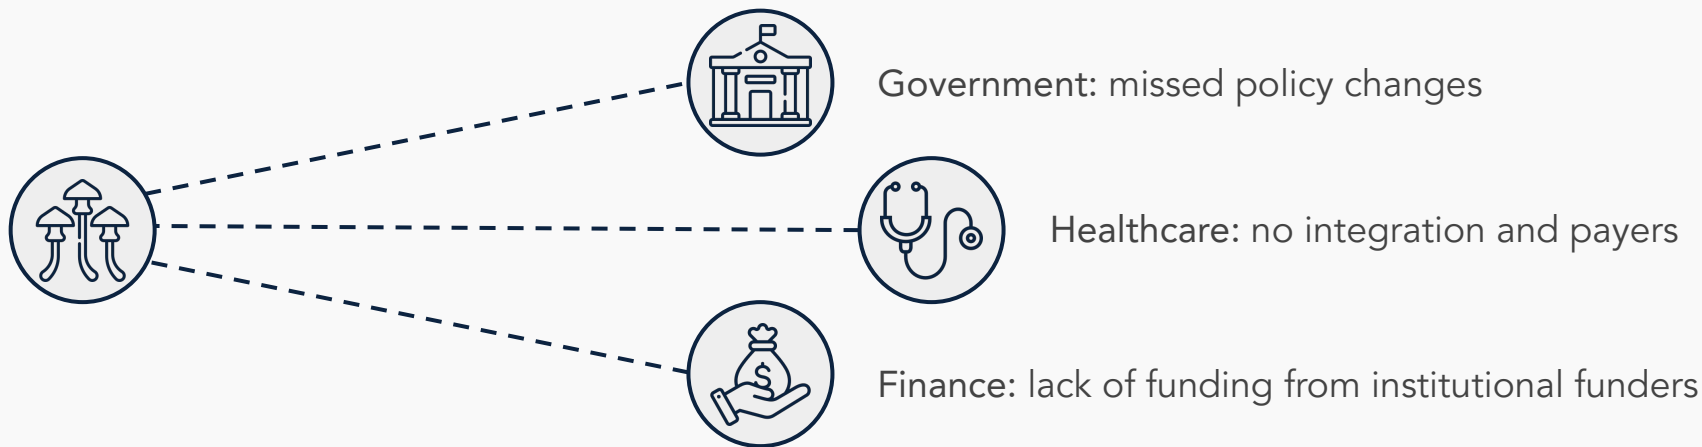 Government: missed policy changes
Healthcare: no integration and payers
$
Finance: lack of funding from institutional funders